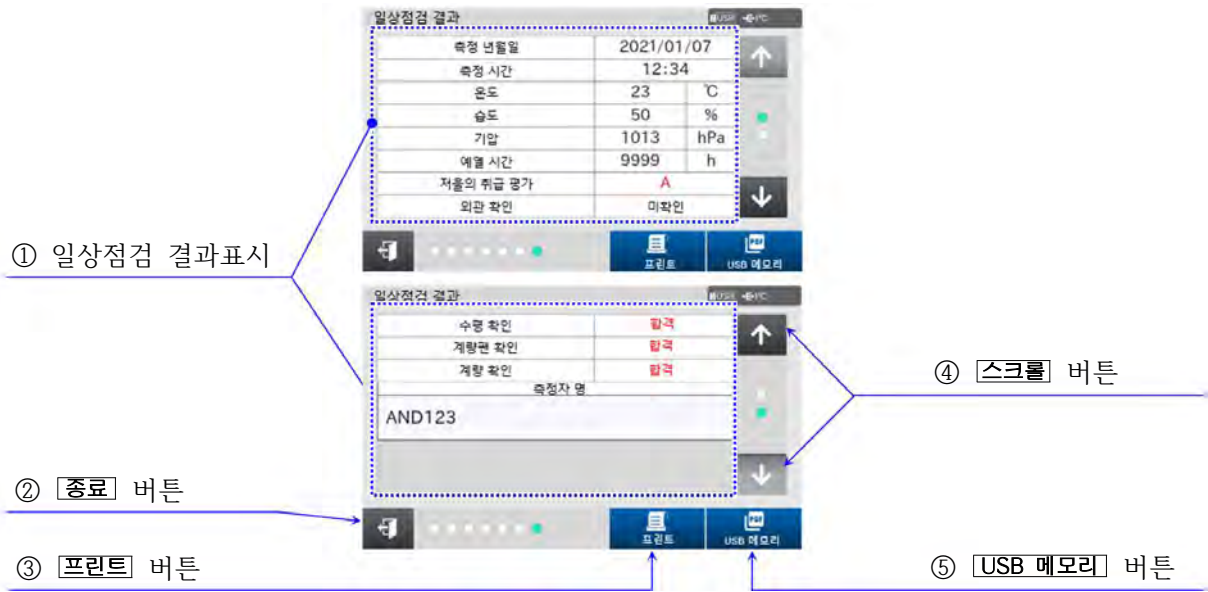 일상점검 결과
USB I²C
측정 년월일 2021/01/07
측정 시간 12:34
온도 23 ℃
습도 50 %
기압 1013 hPa
예열 시간 9999 h
저울의 취급 평가 A
외관 확인 미확인
프린트 PDF USB 메모리
① 일상점검 결과표시
일상점검 결과
USB I²C
수평 확인 합격
계량팬 확인 합격
계량 확인 합격
측정자 명
AND123
④ 스크롤 버튼
② 종료 버튼
프린트 PDF USB 메모리
③ 프린트 버튼
⑤ USB 메모리 버튼